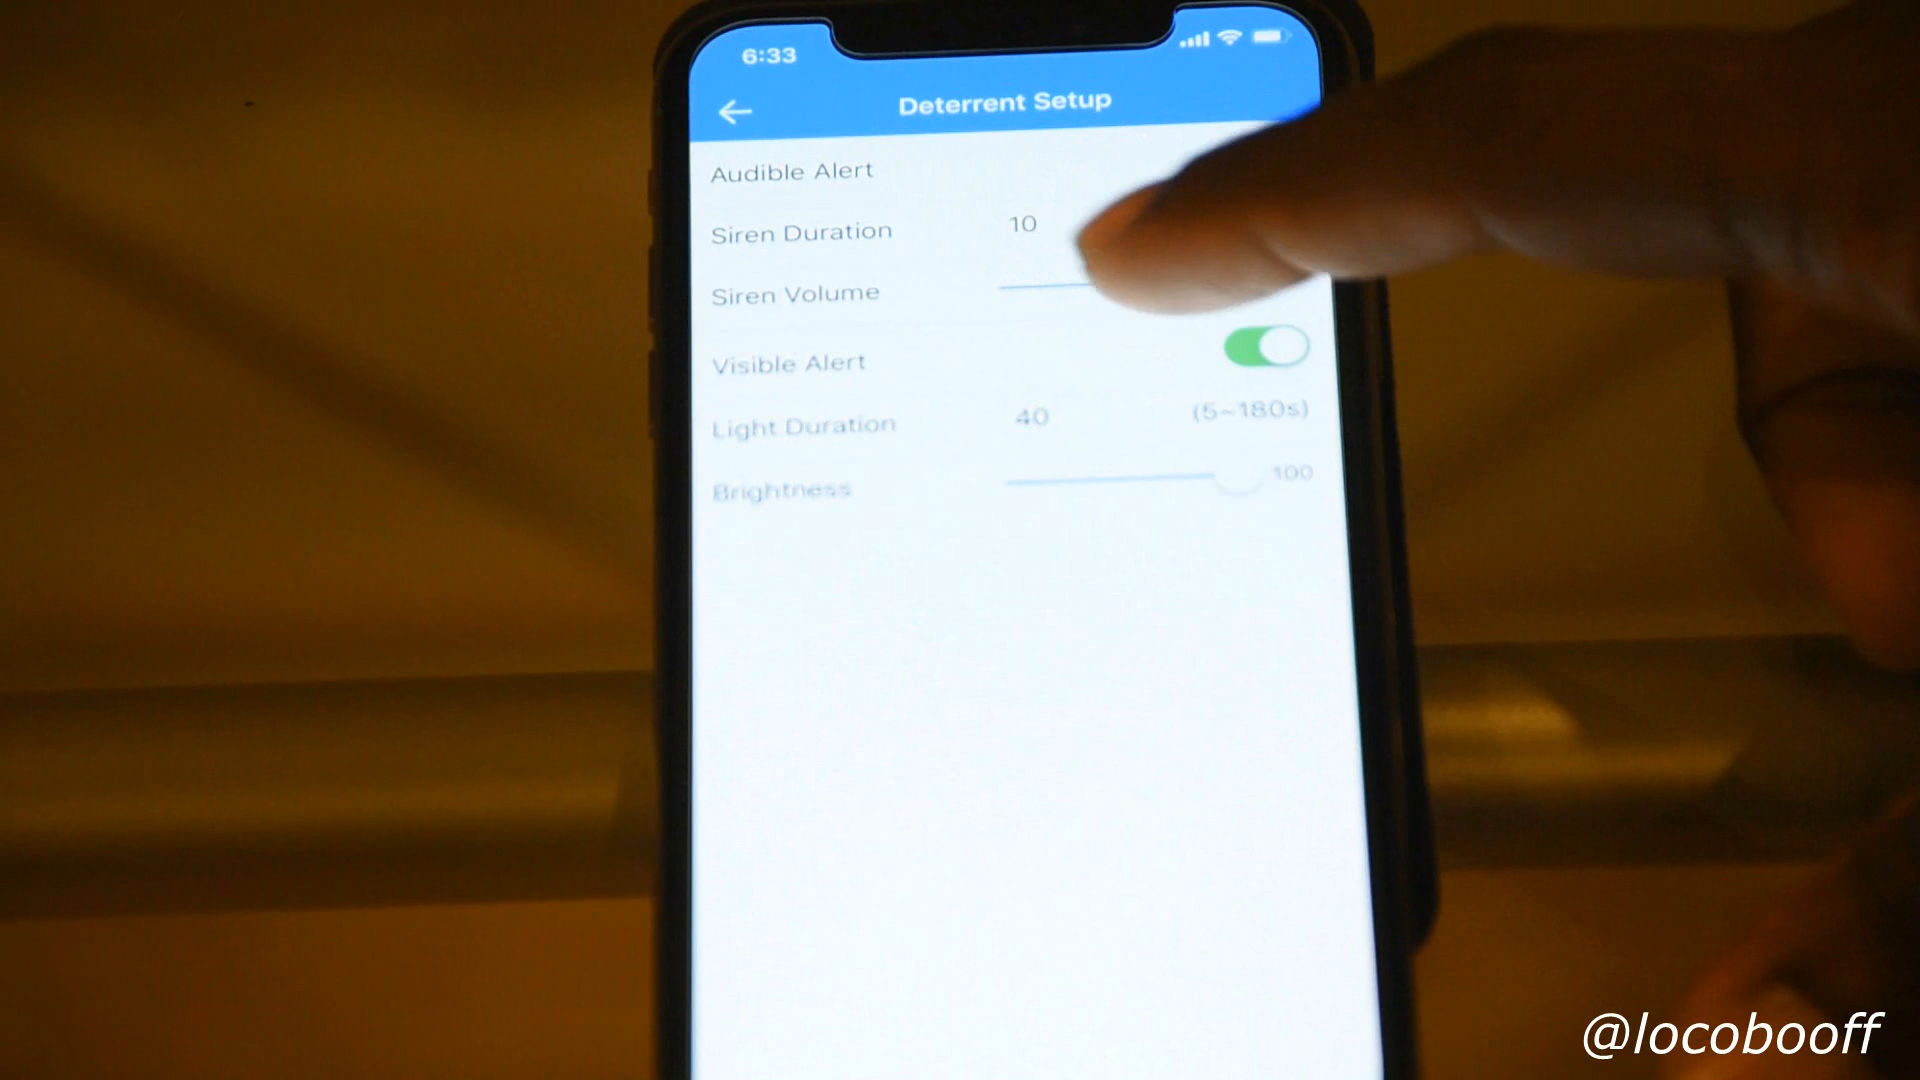 6:33
Deterrent Setup
Audible Alert
Siren Duration 10
Siren Volume
Visible Alert
Light Duration 40 (5~180s)
Brightness 100
@locobooff